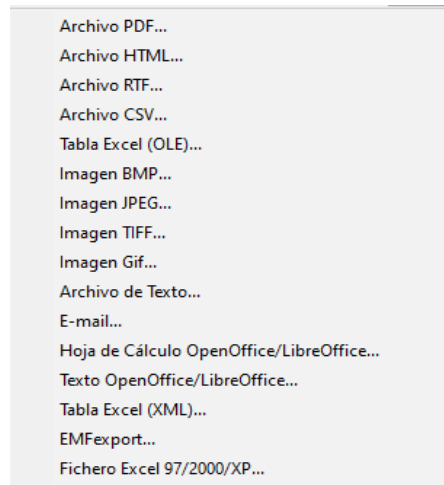 Archivo PDF...
Archivo HTML...
Archivo RTF...
Archivo CSV...
Tabla Excel (OLE)...
Imagen BMP...
Imagen JPEG...
Imagen TIFF...
Imagen Gif...
Archivo de Texto...
E-mail...
Hoja de Cálculo OpenOffice/LibreOffice...
Texto OpenOffice/LibreOffice...
Tabla Excel (XML)...
EMFexport...
Fichero Excel 97/2000/XP...